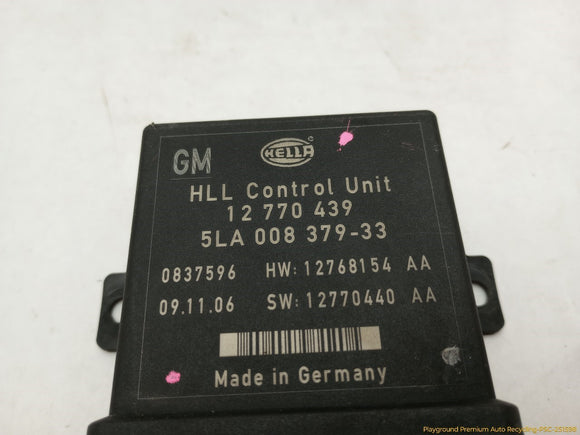 GM HELLA
HLL Control Unit
12 770 439
5LA 008 379-33
0837596 HW: 12768154 AA
09.11.06 SW: 12770440 AA
Made in Germany
Playground Premium Auto Recycling-PSC-251598